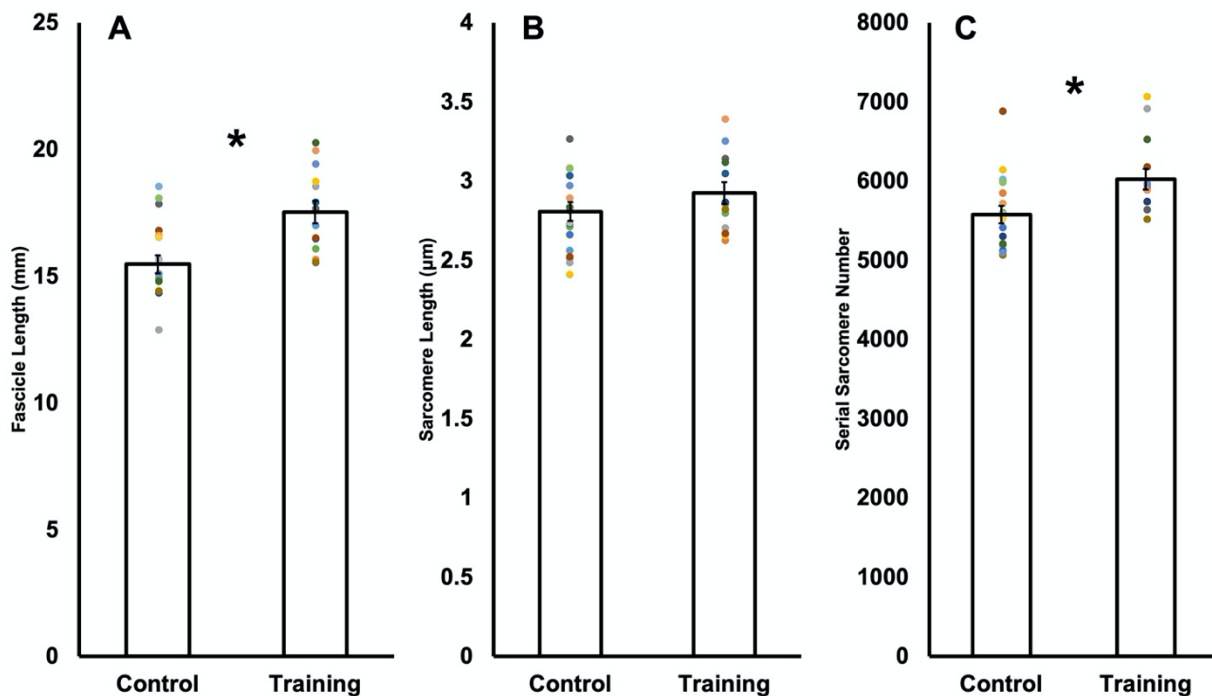 A
Fascicle Length (mm)
25
20
15
10
5
0
*
Control Training
B
Sarcomere Length (μm)
4
3.5
3
2.5
2
1.5
1
0.5
0
Control Training
C
Serial Sarcomere Number
8000
7000
6000
5000
4000
3000
2000
1000
0
*
Control Training